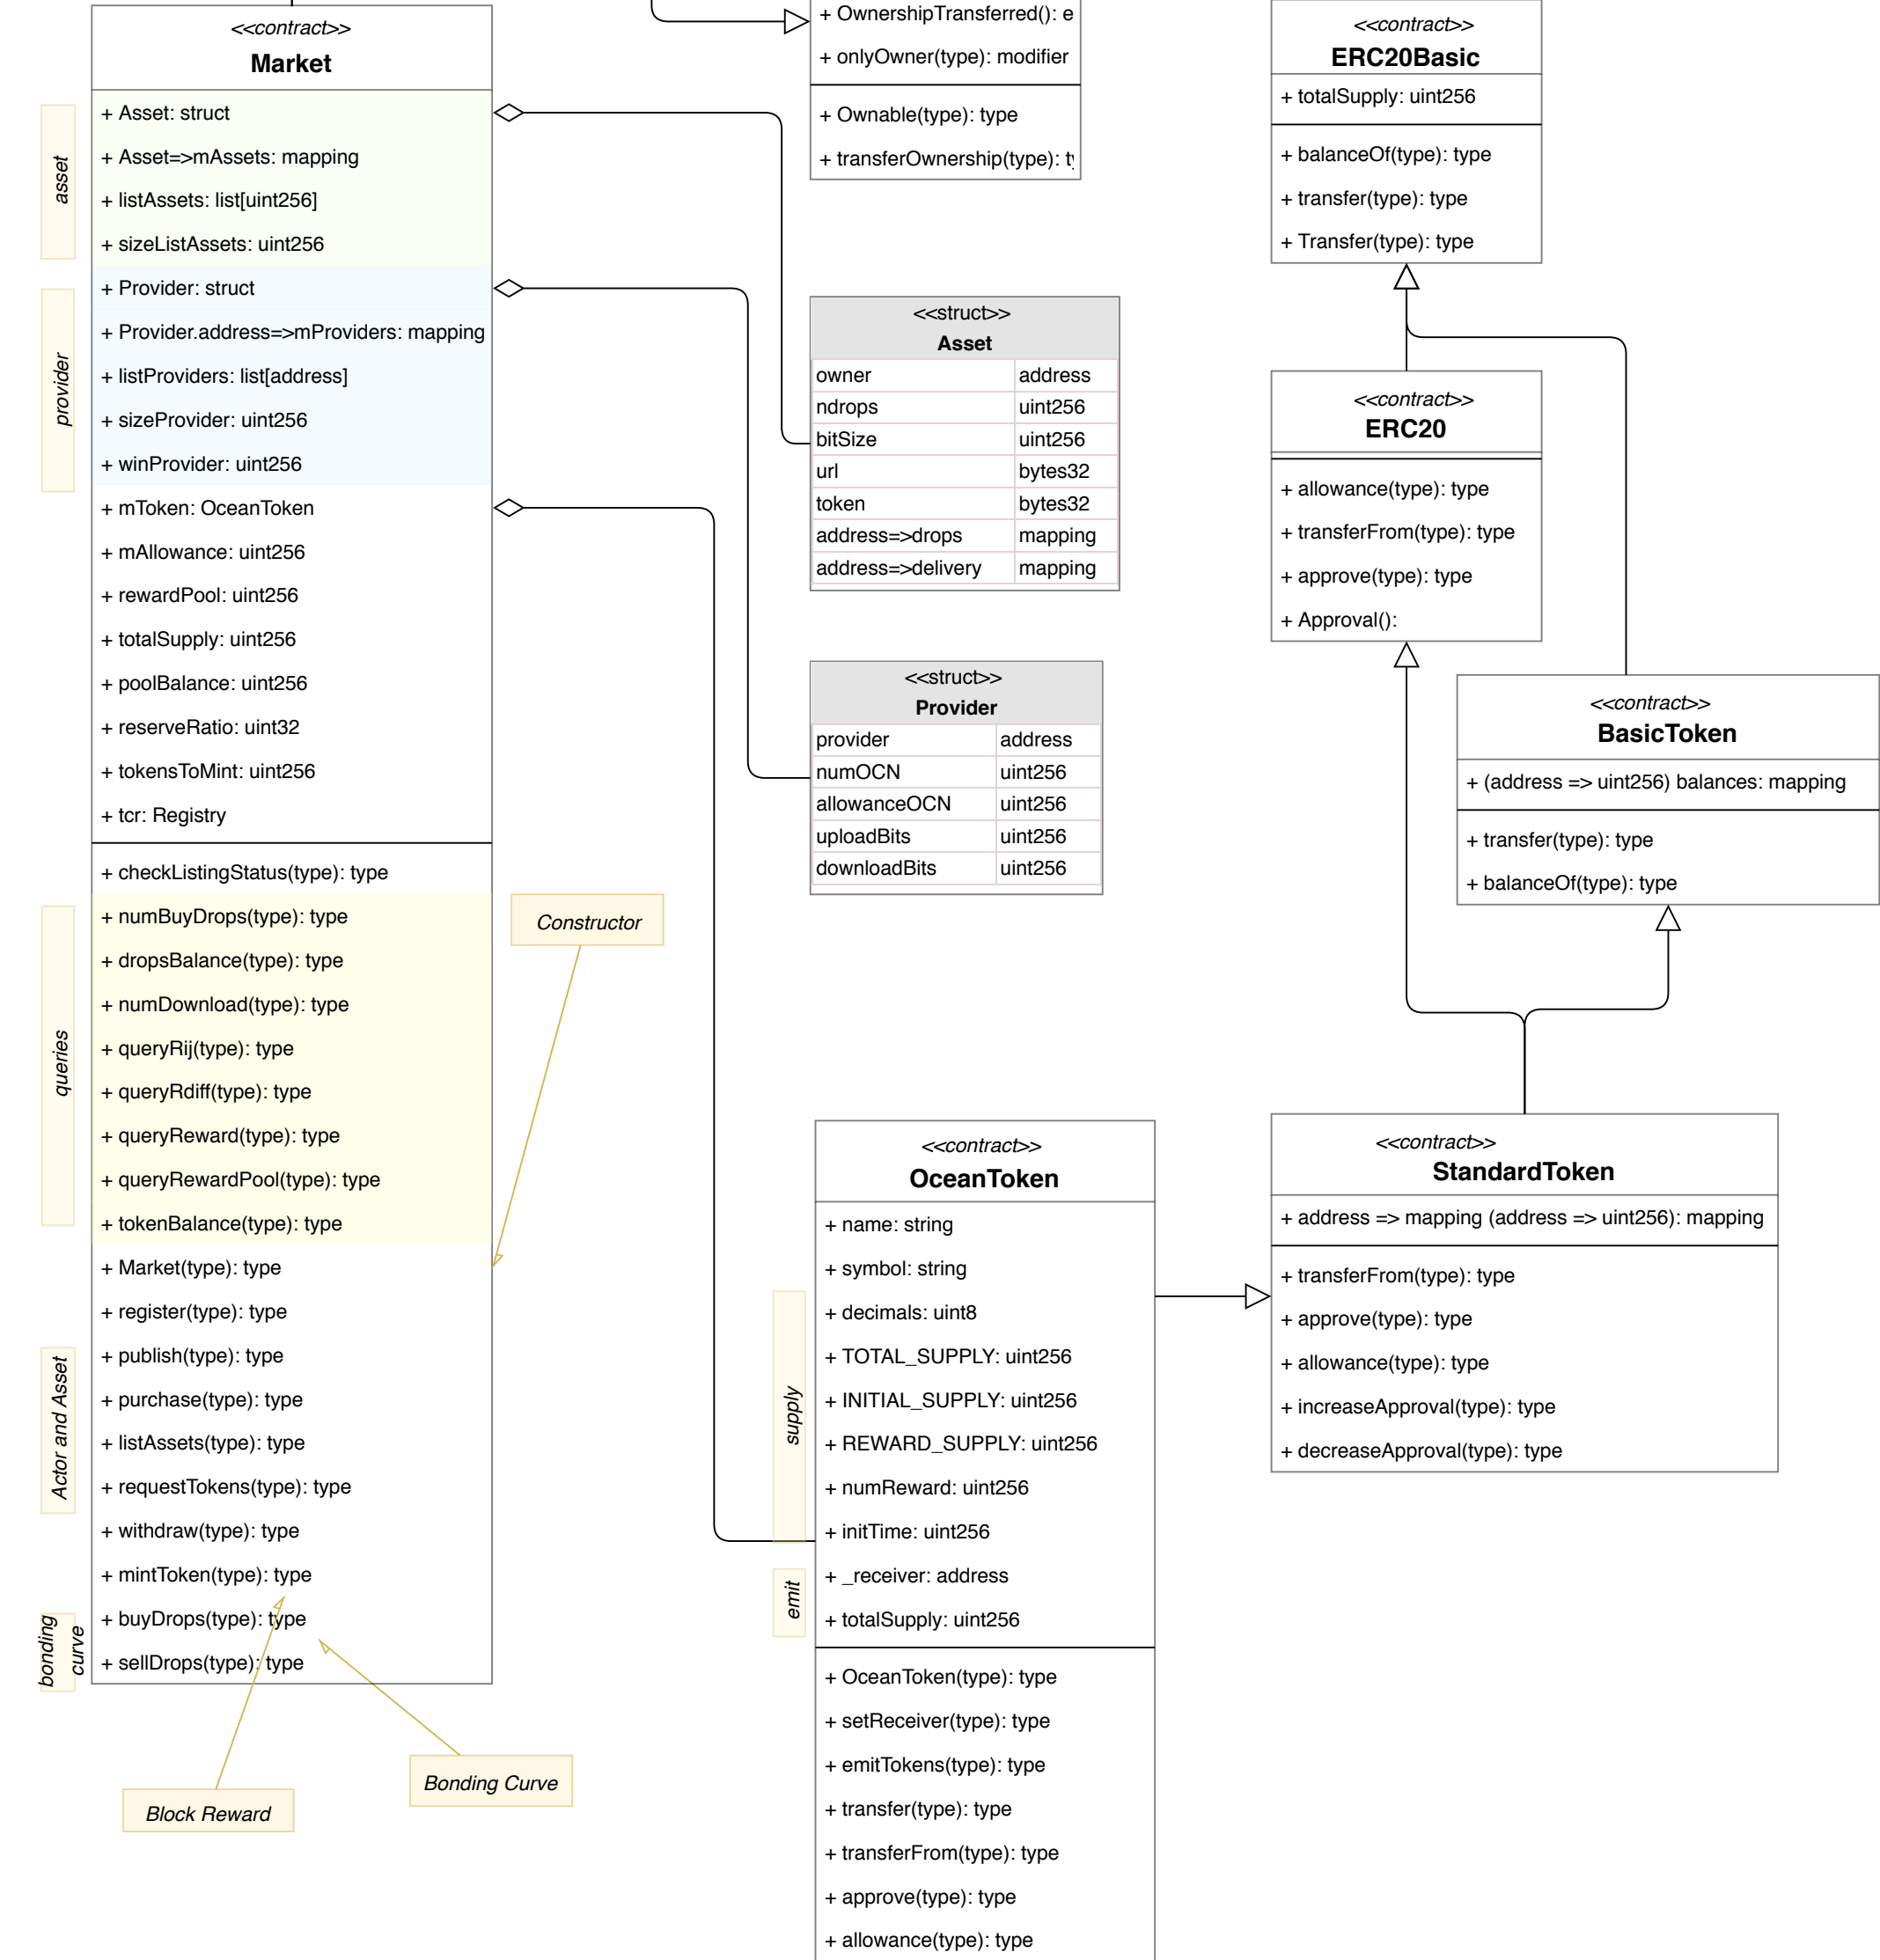 <<contract>>
Market
asset
+ Asset: struct
+ Asset=>mAssets: mapping
+ listAssets: list[uint256]
+ sizeListAssets: uint256
provider
+ Provider: struct
+ Provider.address=>mProviders: mapping
+ listProviders: list[address]
+ sizeProvider: uint256
+ winProvider: uint256
+ mToken: OceanToken
+ mAllowance: uint256
+ rewardPool: uint256
+ totalSupply: uint256
+ poolBalance: uint256
+ reserveRatio: uint32
+ tokensToMint: uint256
+ tcr: Registry
+ checkListingStatus(type): type
queries
+ numBuyDrops(type): type
+ dropsBalance(type): type
+ numDownload(type): type
+ queryRij(type): type
+ queryRdiff(type): type
+ queryReward(type): type
+ queryRewardPool(type): type
+ tokenBalance(type): type
Constructor
+ Market(type): type
+ register(type): type
Actor and Asset
+ publish(type): type
+ purchase(type): type
+ listAssets(type): type
+ requestTokens(type): type
+ withdraw(type): type
+ mintToken(type): type
bonding
curve
+ buyDrops(type): type
+ sellDrops(type): type
Block Reward
Bonding Curve
+ OwnershipTransferred(): e
+ onlyOwner(type): modifier
+ Ownable(type): type
+ transferOwnership(type): ty
<<struct>>
Asset
owner address
ndrops uint256
bitSize uint256
url bytes32
token bytes32
address=>drops mapping
address=>delivery mapping
<<struct>>
Provider
provider address
numOCN uint256
allowanceOCN uint256
uploadBits uint256
downloadBits uint256
<<contract>>
OceanToken
+ name: string
+ symbol: string
supply
+ decimals: uint8
+ TOTAL_SUPPLY: uint256
+ INITIAL_SUPPLY: uint256
+ REWARD_SUPPLY: uint256
+ numReward: uint256
+ initTime: uint256
emit
+ _receiver: address
+ totalSupply: uint256
+ OceanToken(type): type
+ setReceiver(type): type
+ emitTokens(type): type
+ transfer(type): type
+ transferFrom(type): type
+ approve(type): type
+ allowance(type): type
<<contract>>
ERC20Basic
+ totalSupply: uint256
+ balanceOf(type): type
+ transfer(type): type
+ Transfer(type): type
<<contract>>
ERC20
+ allowance(type): type
+ transferFrom(type): type
+ approve(type): type
+ Approval():
<<contract>>
BasicToken
+ (address => uint256) balances: mapping
+ transfer(type): type
+ balanceOf(type): type
<<contract>>
StandardToken
+ address => mapping (address => uint256): mapping
+ transferFrom(type): type
+ approve(type): type
+ allowance(type): type
+ increaseApproval(type): type
+ decreaseApproval(type): type